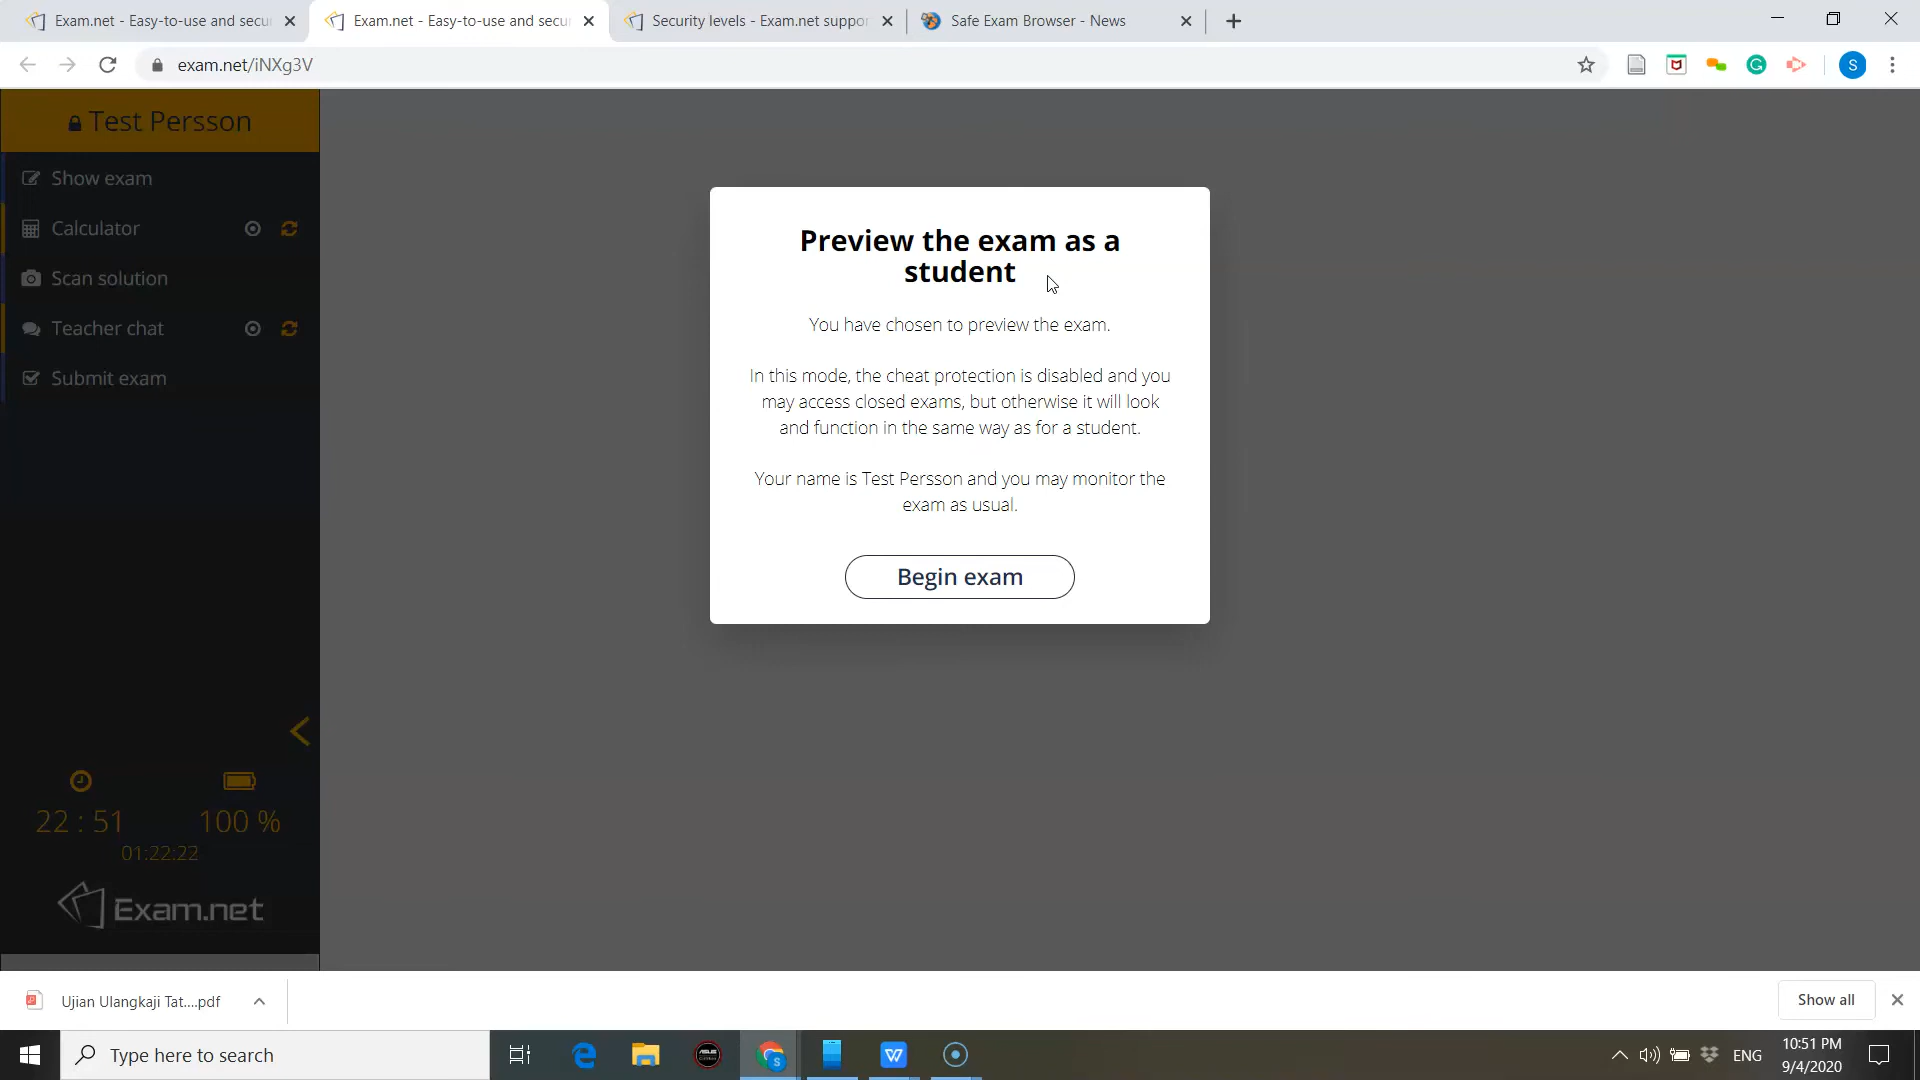 Exam.net - Easy-to-use and secu
Exam.net - Easy-to-use and secu
Security levels - Exam.net suppo
Safe Exam Browser - News
exam.net/iNXg3V
S
Test Persson
Show exam
Calculator
Scan solution
Teacher chat
Submit exam
Preview the exam as a
student
You have chosen to preview the exam.
In this mode, the cheat protection is disabled and you
may access closed exams, but otherwise it will look
and function in the same way as for a student.
Your name is Test Persson and you may monitor the
exam as usual.
Begin exam
22 : 51
100 %
01:22:22
Exam.net
Ujian Ulangkaji Tat....pdf
Show all
Type here to search
ENG
10:51 PM
9/4/2020